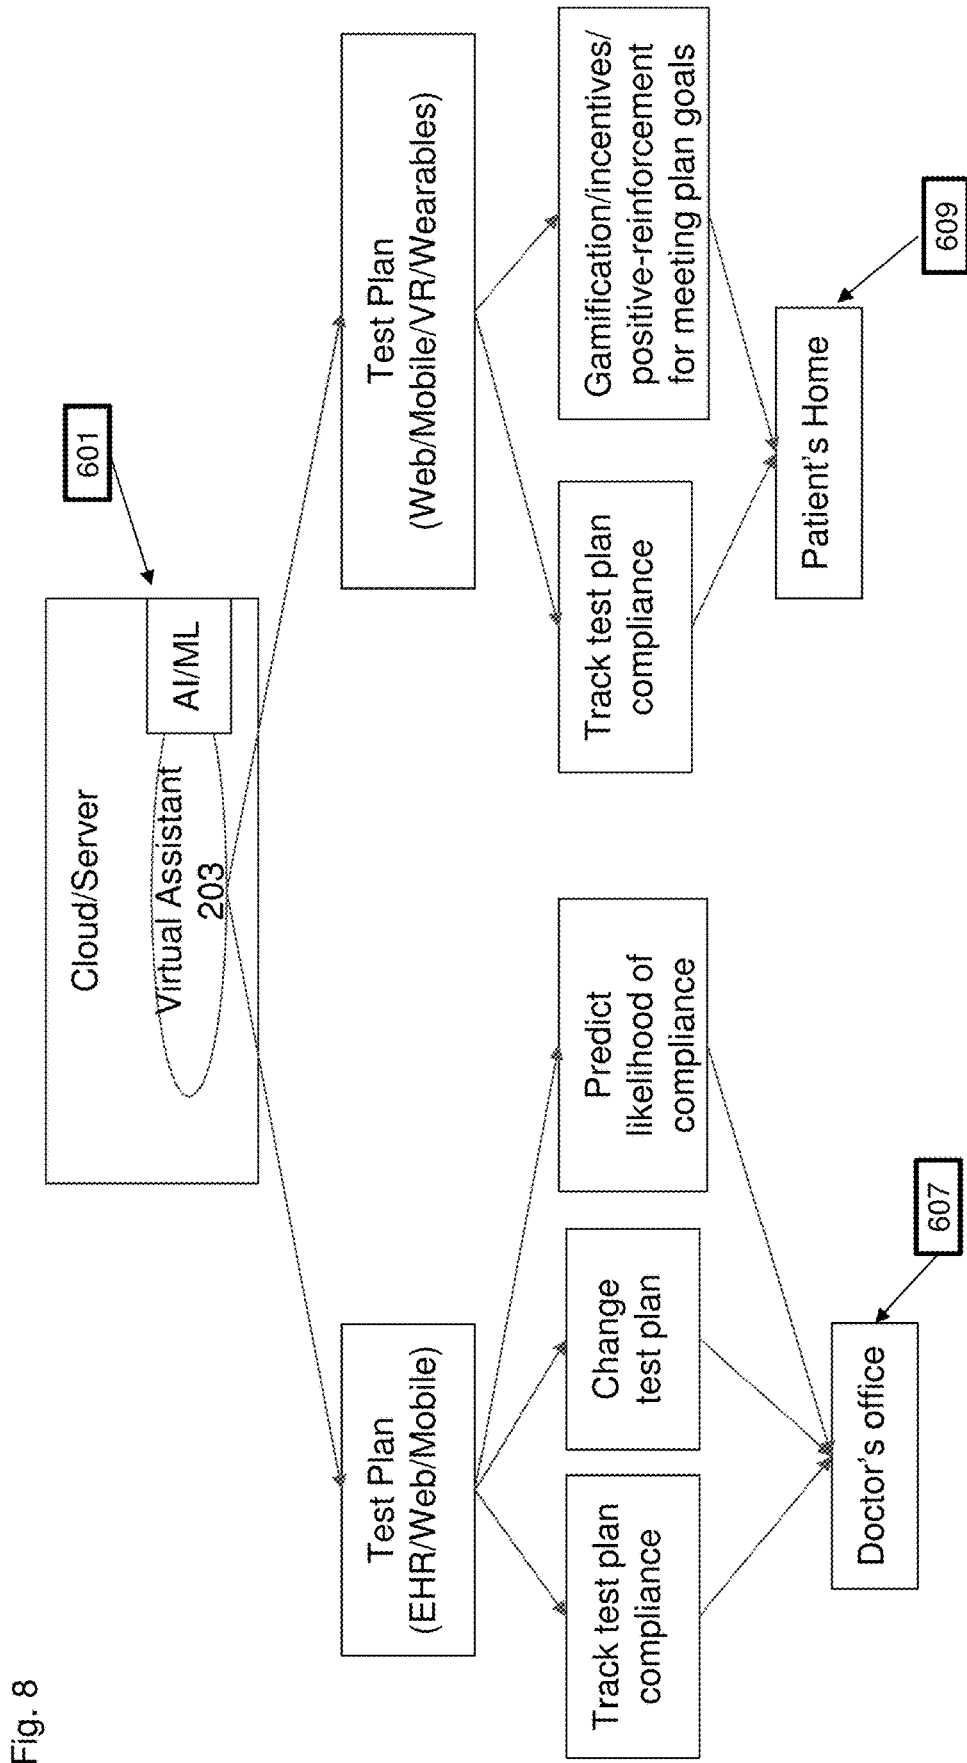 Fig. 8
Cloud/Server
Virtual Assistant
203
AI/ML
601
Test Plan
(EHR/Web/Mobile)
Test Plan
(Web/Mobile/VR/Wearables)
Track test plan
compliance
Change
test plan
Predict
likelihood of
compliance
Track test plan
compliance
Gamification/incentives/
positive-reinforcement
for meeting plan goals
Doctor's office
607
Patient's Home
609